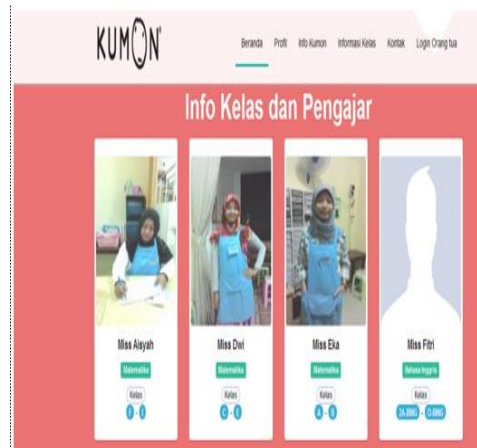 KUMON
Beranda Profil Info Kumon Informasi Kelas Kontak Login Orang tua
Info Kelas dan Pengajar
Miss Aisyah
Matematika
Kelas
Miss Dwi
Matematika
Kelas
Miss Eka
Matematika
Kelas
A - B
Miss Fitri
Bahasa Inggris
Kelas